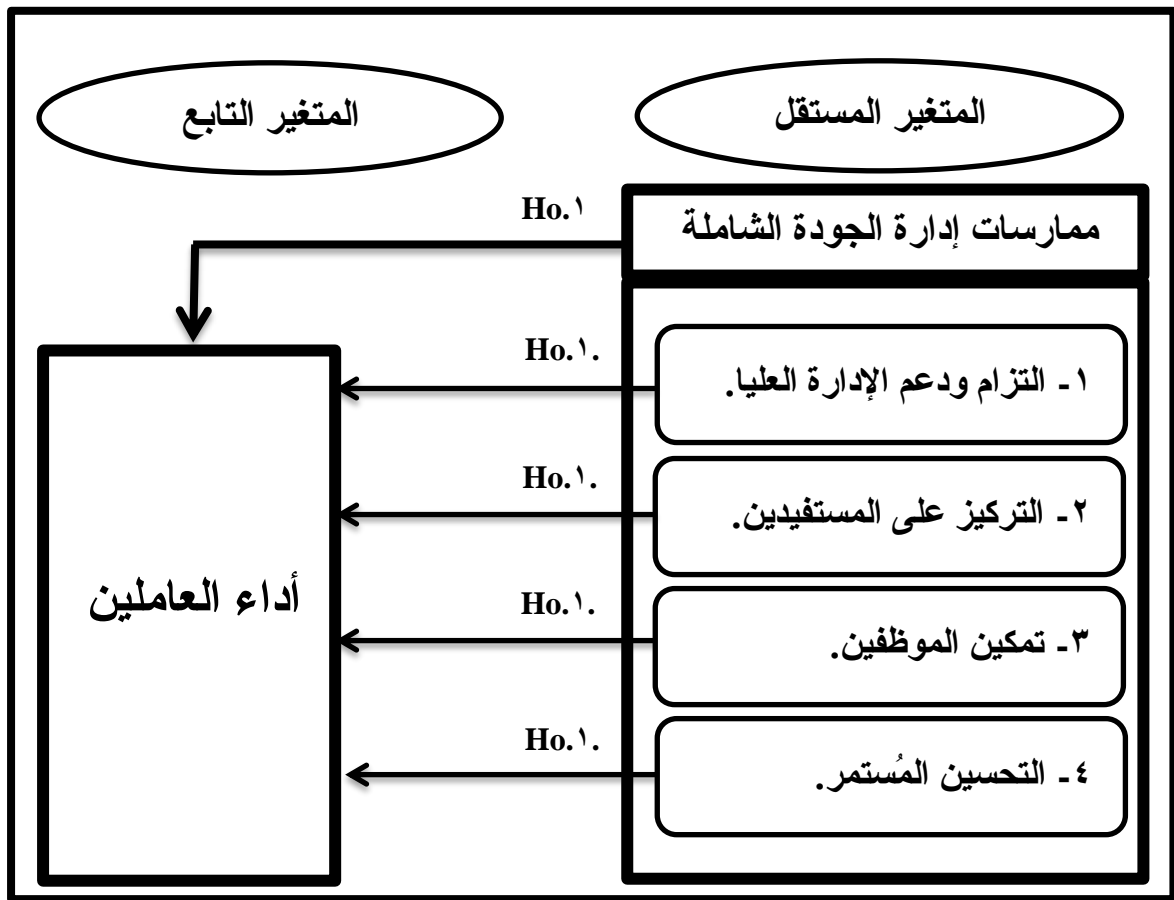 المتغير المستقل
المتغير التابع
ممارسات إدارة الجودة الشاملة
Ho.١
١- التزام ودعم الإدارة العليا.
Ho.١.
٢- التركيز على المستفيدين.
Ho.١.
٣- تمكين الموظفين.
Ho.١.
٤- التحسين المُستمر.
Ho.١.
أداء العاملين